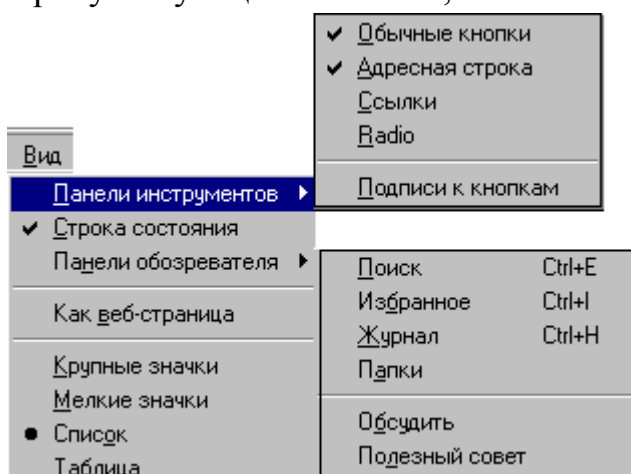 Обычные кнопки
Адресная строка
Ссылки
Radio
Подписи к кнопкам
Вид
Панели инструментов
Строка состояния
Панели обозревателя
Как веб-страница
Крупные значки
Мелкие значки
Список
Таблица
Поиск Ctrl+E
Избранное Ctrl+I
Журнал Ctrl+H
Папки
Обсудить
Полезный совет